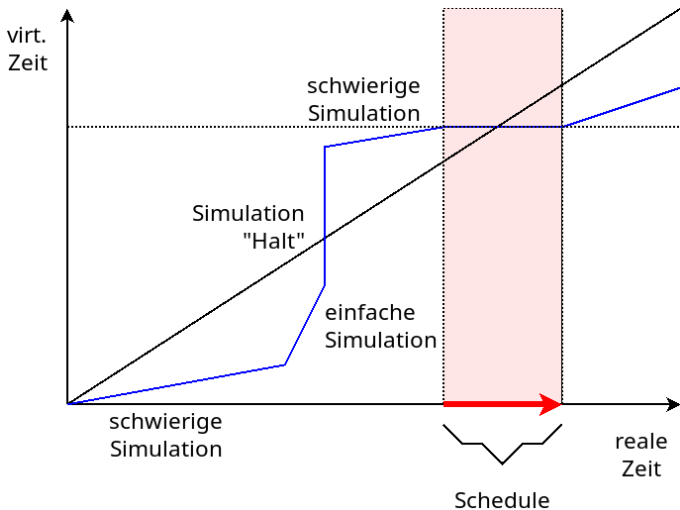 virt.
Zeit
schwierige
Simulation
Simulation
"Halt"
einfache
Simulation
schwierige
Simulation
reale
Zeit
Schedule